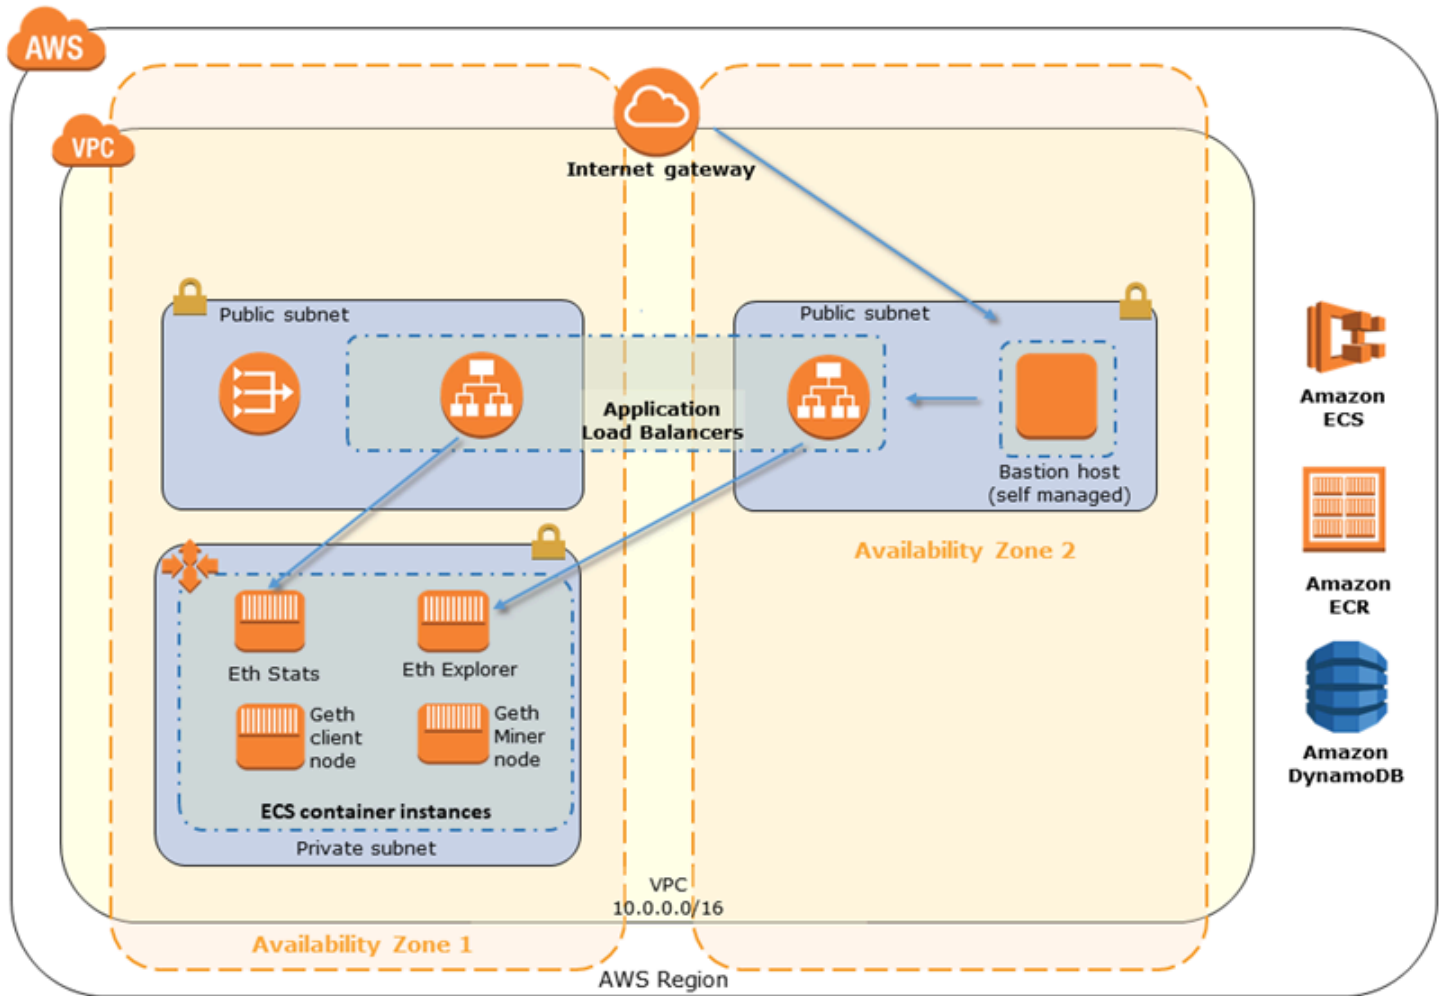 AWS
VPC
Internet gateway
Public subnet
Public subnet
Application
Load Balancers
Bastion host
(self managed)
Amazon
ECS
Availability Zone 2
Amazon
ECR
Eth Stats
Eth Explorer
Geth
client
node
Geth
Miner
node
Amazon
DynamoDB
ECS container instances
Private subnet
VPC
10.0.0.0/16
Availability Zone 1
AWS Region